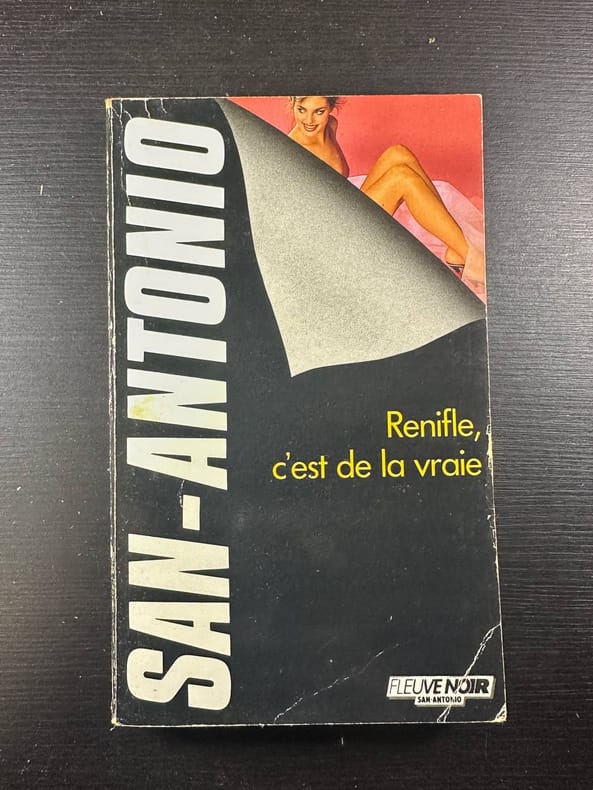 SAN-ANTONIO
Renifle,
c'est de la vraie
FLEUVE NOIR
SAN-ANTONIO